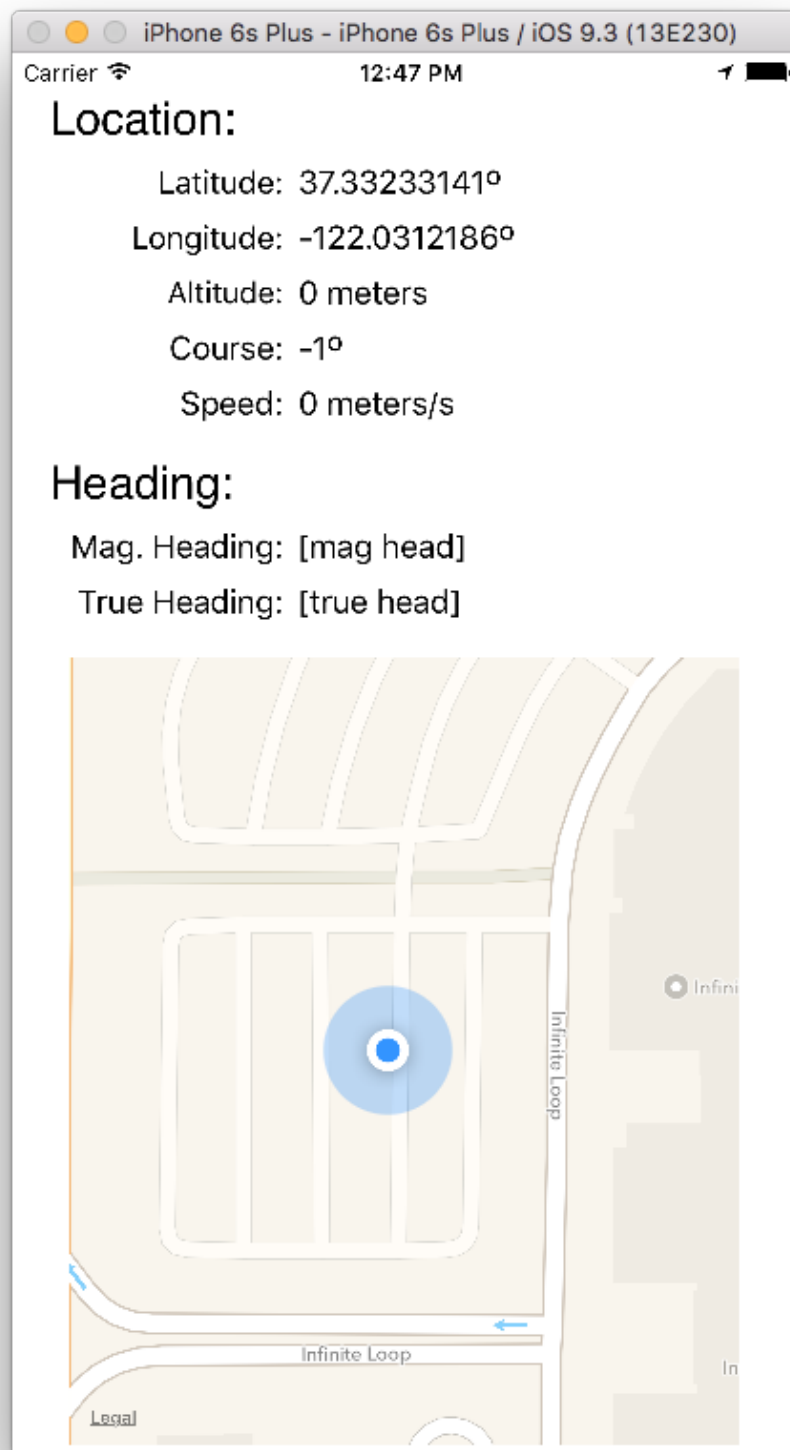 iPhone 6s Plus - iPhone 6s Plus / iOS 9.3 (13E230)
Carrier 12:47 PM
Location:
Latitude: 37.33233141º
Longitude: -122.0312186º
Altitude: 0 meters
Course: -1º
Speed: 0 meters/s
Heading:
Mag. Heading: [mag head]
True Heading: [true head]
Infini
Infinite Loop
Infinite Loop
In
Legal